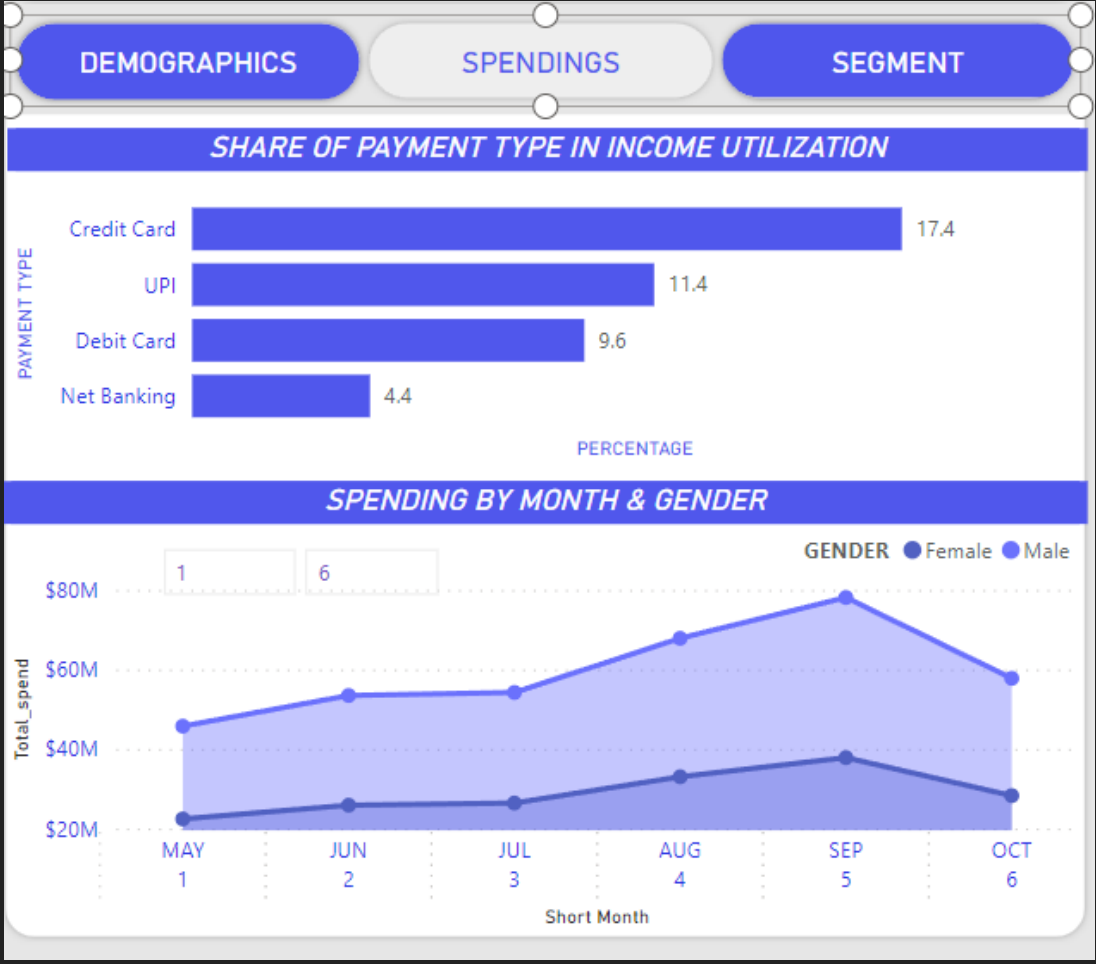 DEMOGRAPHICS SPENDINGS SEGMENT
SHARE OF PAYMENT TYPE IN INCOME UTILIZATION
PAYMENT TYPE
Credit Card 17.4
UPI 11.4
Debit Card 9.6
Net Banking 4.4
PERCENTAGE
SPENDING BY MONTH & GENDER
GENDER Female Male
1 6
Total_spend
$80M
$60M
$40M
$20M
MAY JUN JUL AUG SEP OCT
1 2 3 4 5 6
Short Month